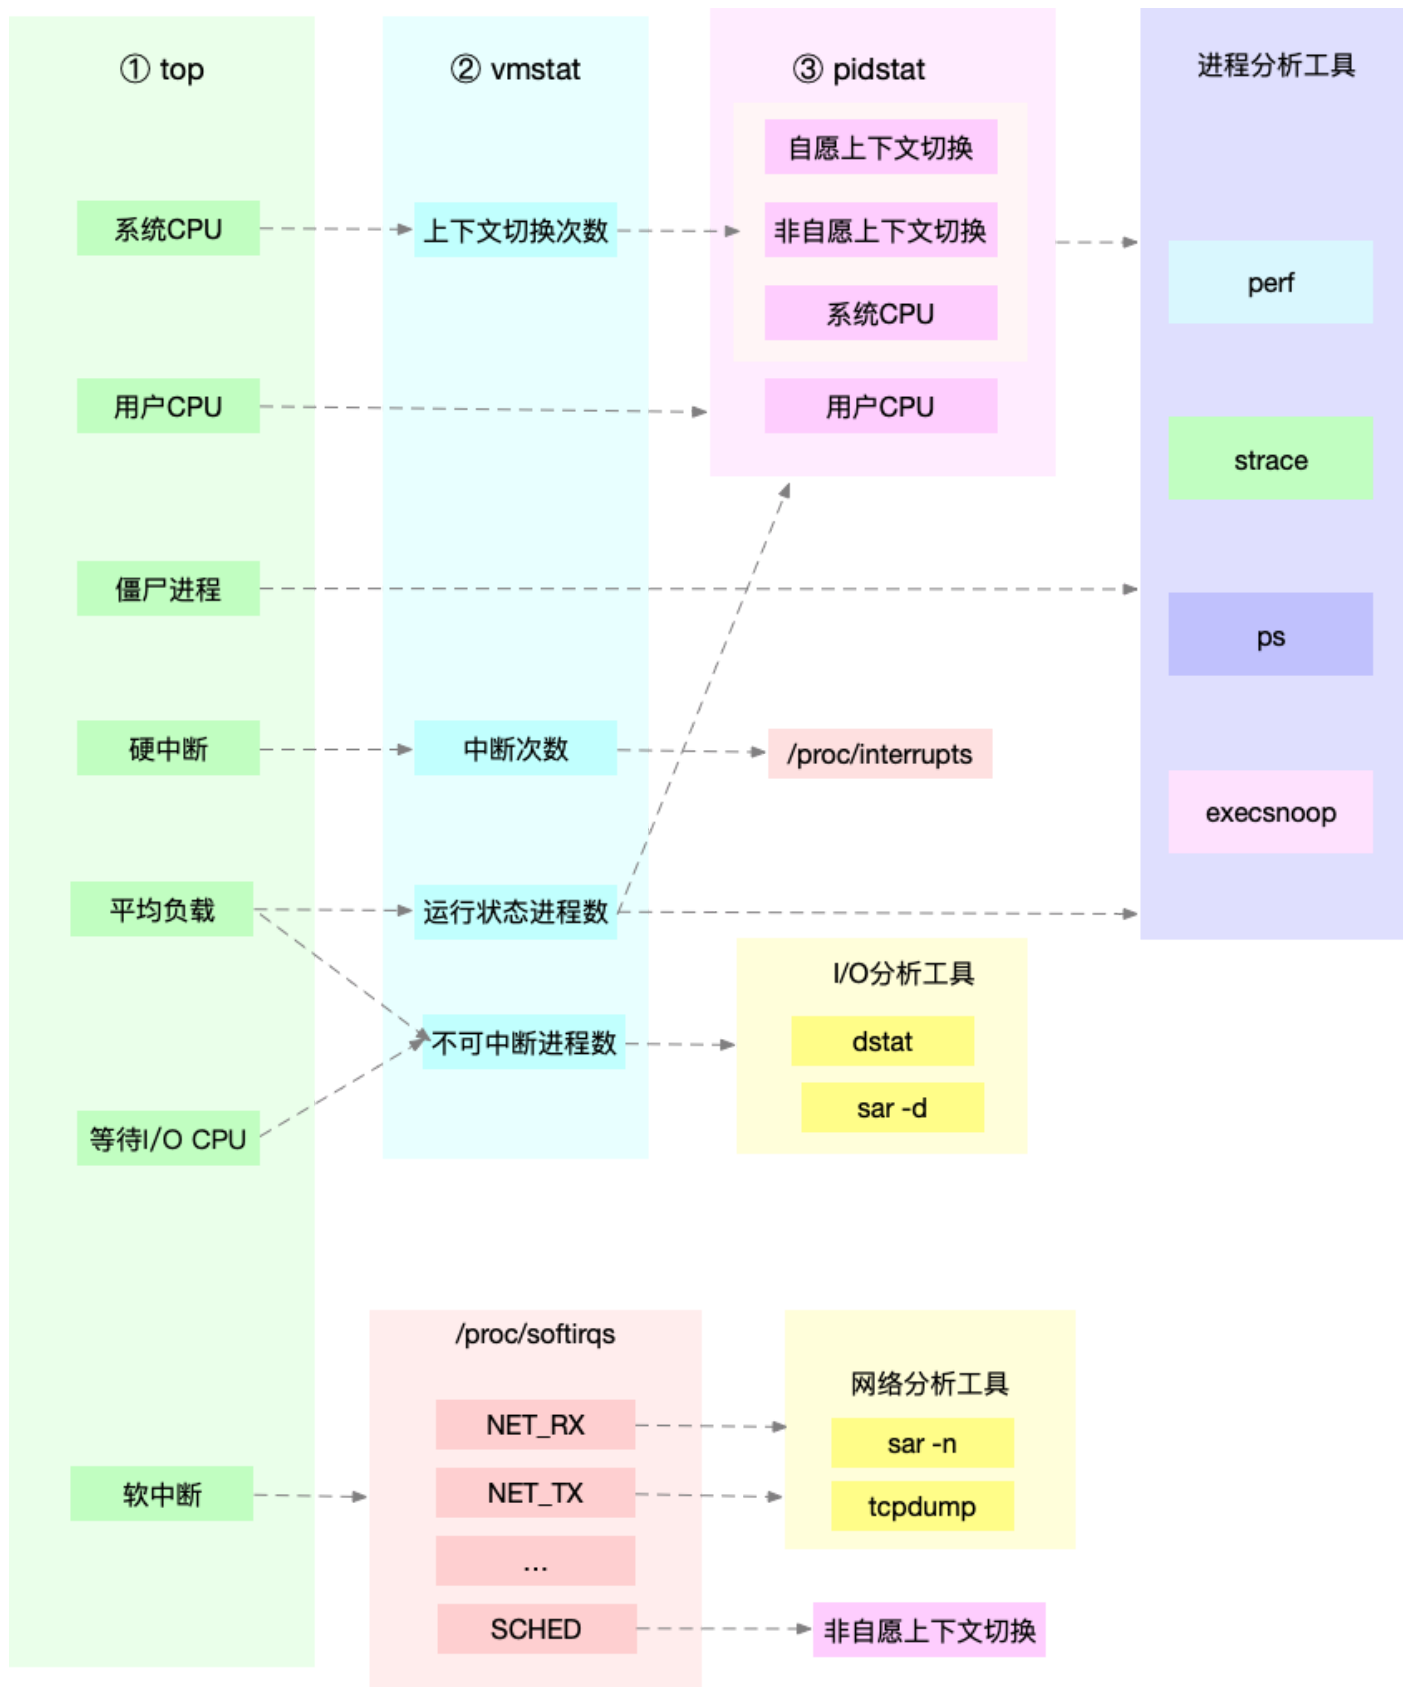 ① top
系统CPU
用户CPU
僵尸进程
硬中断
平均负载
等待I/O CPU
软中断
② vmstat
上下文切换次数
中断次数
运行状态进程数
不可中断进程数
③ pidstat
自愿上下文切换
非自愿上下文切换
系统CPU
用户CPU
/proc/interrupts
I/O分析工具
dstat
sar -d
进程分析工具
perf
strace
ps
execsnoop
/proc/softirqs
NET_RX
NET_TX
...
SCHED
网络分析工具
sar -n
tcpdump
非自愿上下文切换